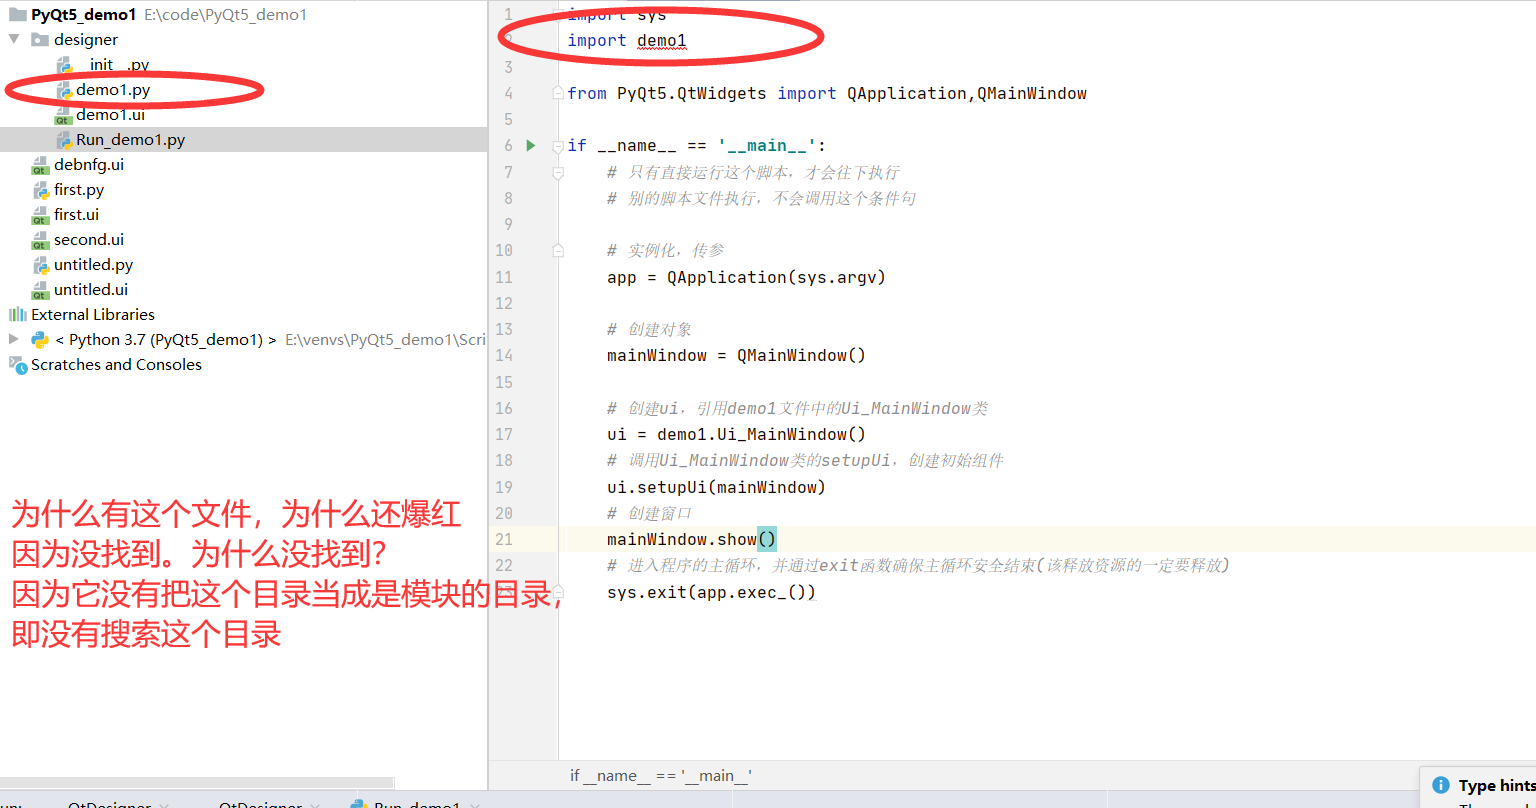 PyQt5_demo1 E:\code\PyQt5_demo1
designer
__init__.py
demo1.py
demo1.ui
Run_demo1.py
debnfg.ui
first.py
first.ui
second.ui
untitled.py
untitled.ui
External Libraries
< Python 3.7 (PyQt5_demo1) > E:\venvs\PyQt5_demo1\Scri
Scratches and Consoles
为什么有这个文件，为什么还爆红
因为没找到。为什么没找到？
因为它没有把这个目录当成是模块的目录，
即没有搜索这个目录
1 import sys
2 import demo1
3
4 from PyQt5.QtWidgets import QApplication,QMainWindow
5
6 if __name__ == '__main__':
7 # 只有直接运行这个脚本，才会往下执行
8 # 别的脚本文件执行，不会调用这个条件句
9
10 # 实例化，传参
11 app = QApplication(sys.argv)
12
13 # 创建对象
14 mainWindow = QMainWindow()
15
16 # 创建ui，引用demo1文件中的Ui_MainWindow类
17 ui = demo1.Ui_MainWindow()
18 # 调用Ui_MainWindow类的setupUi，创建初始组件
19 ui.setupUi(mainWindow)
20 # 创建窗口
21 mainWindow.show()
22 # 进入程序的主循环，并通过exit函数确保主循环安全结束(该释放资源的一定要释放)
23 sys.exit(app.exec_())
if __name__ == '__main__'
Type hints
QtDesigner
QtDesigner
Run_demo1